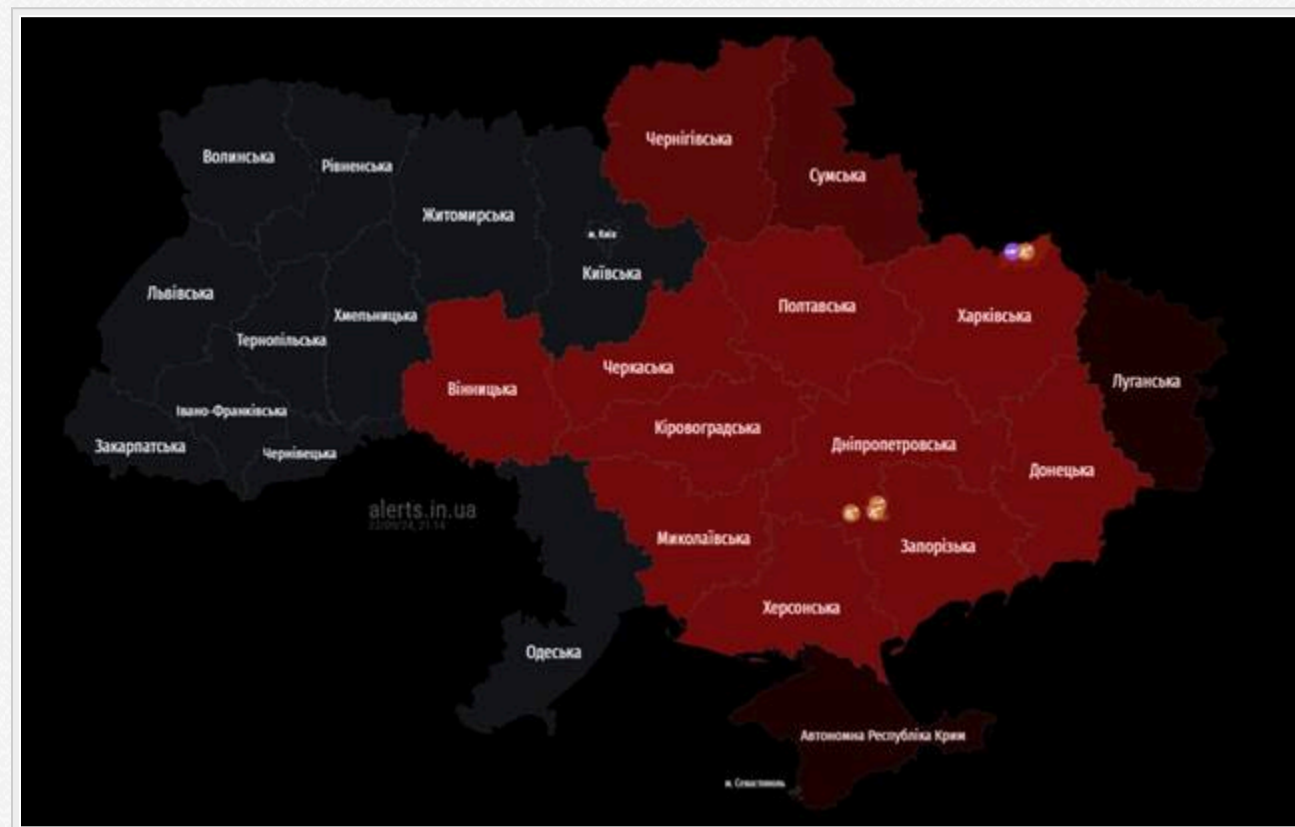 Чернігівська
Сумська
Волинська
Рівненська
Житомирська
м. Київ
Київська
Львівська
Хмельницька
Тернопільська
Полтавська
Харківська
Черкаська
Вінницька
Луганська
Івано-Франківська
Закарпатська
Чернівецька
Кіровоградська
Дніпропетровська
Донецька
alerts.in.ua
Миколаївська
Запорізька
Херсонська
Одеська
Автономна Республіка Крим
м. Севастополь